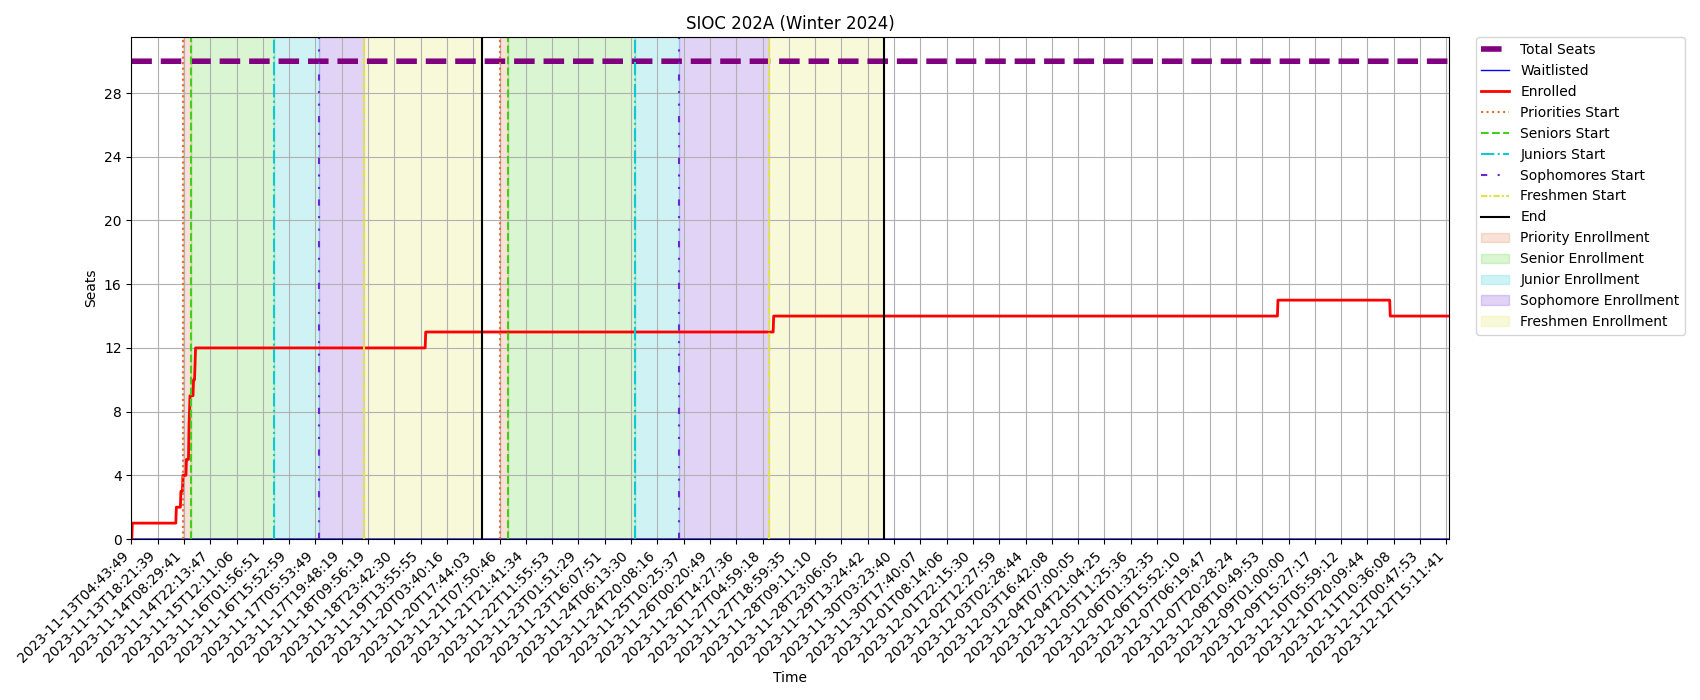 SIOC 202A (Winter 2024)
Seats
28
24
20
16
12
8
4
0
2023-11-13T04:43:49
2023-11-13T18:21:39
2023-11-14T08:29:41
2023-11-14T22:13:47
2023-11-15T12:11:06
2023-11-16T01:56:51
2023-11-16T15:52:59
2023-11-17T05:53:49
2023-11-17T19:48:19
2023-11-18T09:56:19
2023-11-18T23:42:30
2023-11-19T13:55:55
2023-11-20T03:40:16
2023-11-20T17:44:03
2023-11-21T07:50:46
2023-11-21T21:41:34
2023-11-22T11:55:53
2023-11-23T01:51:29
2023-11-23T16:07:51
2023-11-24T06:13:30
2023-11-24T20:08:16
2023-11-25T10:25:37
2023-11-26T00:20:49
2023-11-26T14:27:36
2023-11-27T04:59:18
2023-11-27T18:59:35
2023-11-28T09:11:10
2023-11-28T23:06:05
2023-11-29T13:24:42
2023-11-30T03:23:40
2023-11-30T17:40:07
2023-12-01T08:14:06
2023-12-01T22:15:30
2023-12-02T12:27:59
2023-12-03T02:28:44
2023-12-03T16:42:08
2023-12-04T07:00:05
2023-12-04T21:04:25
2023-12-05T11:25:36
2023-12-06T01:32:35
2023-12-06T15:52:10
2023-12-07T06:19:47
2023-12-07T20:28:24
2023-12-08T10:49:53
2023-12-09T01:00:00
2023-12-09T15:27:17
2023-12-10T05:59:12
2023-12-10T20:09:44
2023-12-11T10:36:08
2023-12-12T00:47:53
2023-12-12T15:11:41
Time
Total Seats
Waitlisted
Enrolled
Priorities Start
Seniors Start
Juniors Start
Sophomores Start
Freshmen Start
End
Priority Enrollment
Senior Enrollment
Junior Enrollment
Sophomore Enrollment
Freshmen Enrollment